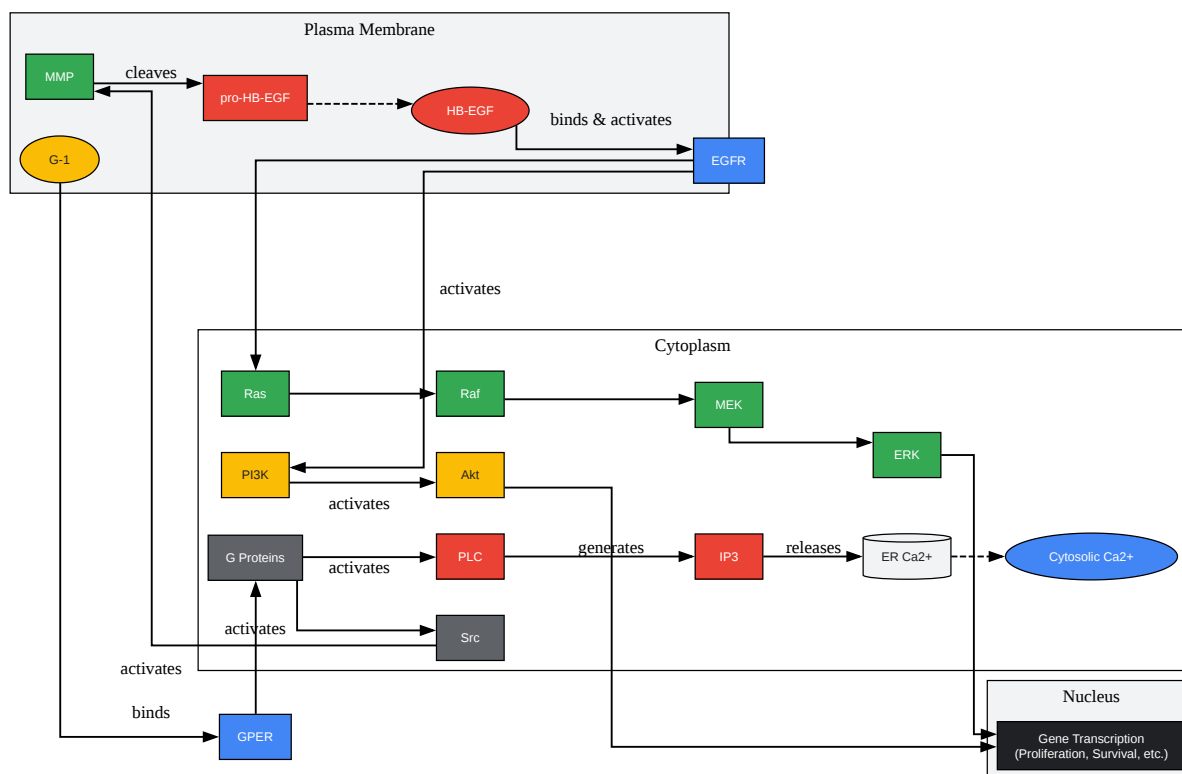 Plasma Membrane
MMP
cleaves
pro-HB-EGF
HB-EGF
binds & activates
G-1
EGFR
activates
Cytoplasm
Ras
Raf
MEK
ERK
PI3K
Akt
activates
G Proteins
activates
PLC
generates
IP3
releases
ER Ca2+
Cytosolic Ca2+
activates
Src
activates
binds
GPER
Nucleus
Gene Transcription
(Proliferation, Survival, etc.)